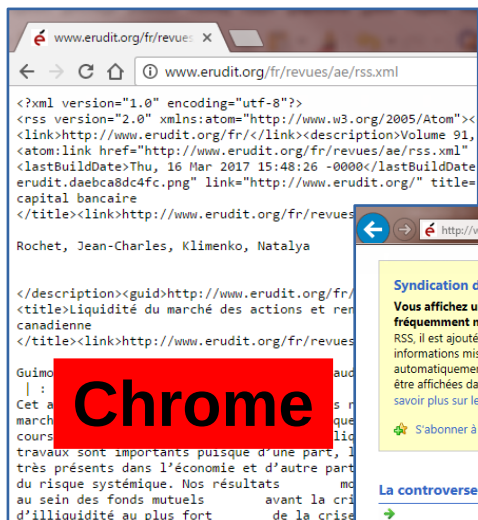 www.erudit.org/fr/revues
www.erudit.org/fr/revues/ae/rss.xml
<?xml version="1.0" encoding="utf-8"?>
<rss version="2.0" xmlns:atom="http://www.w3.org/2005/Atom"><
<link>http://www.erudit.org/fr/</link><description>Volume 91,
<atom:link href="http://www.erudit.org/fr/revues/ae/rss.xml"
<lastBuildDate>Thu, 16 Mar 2017 15:48:26 -0000</lastBuildDate
erudit.daebca8dc4fc.png" link="http://www.erudit.org/" title=
capital bancaire
</title><link>http://www.erudit.org/fr/revues
Rochet, Jean-Charles, Klimenko, Natalya
</description><guid>http://www.erudit.org/fr/
<title>Liquidité du marché des actions et ren
canadienne
</title><link>http://www.erudit.org/fr/revues
Guimo aud
| :
Cet a
march que
cours liq
Chrome
travaux sont importants puisque d'une part, l
très présents dans l'économie et d'autre part
du risque systémique. Nos résultats mo
au sein des fonds mutuels avant la cri
d'illiquidité au plus fort de la crise
http://w
Syndication d
Vous affichez u
fréquemment m
RSS, il est ajouté
informations mis
automatiquemen
être affichées da
savoir plus sur le
S'abonner à
La controverse